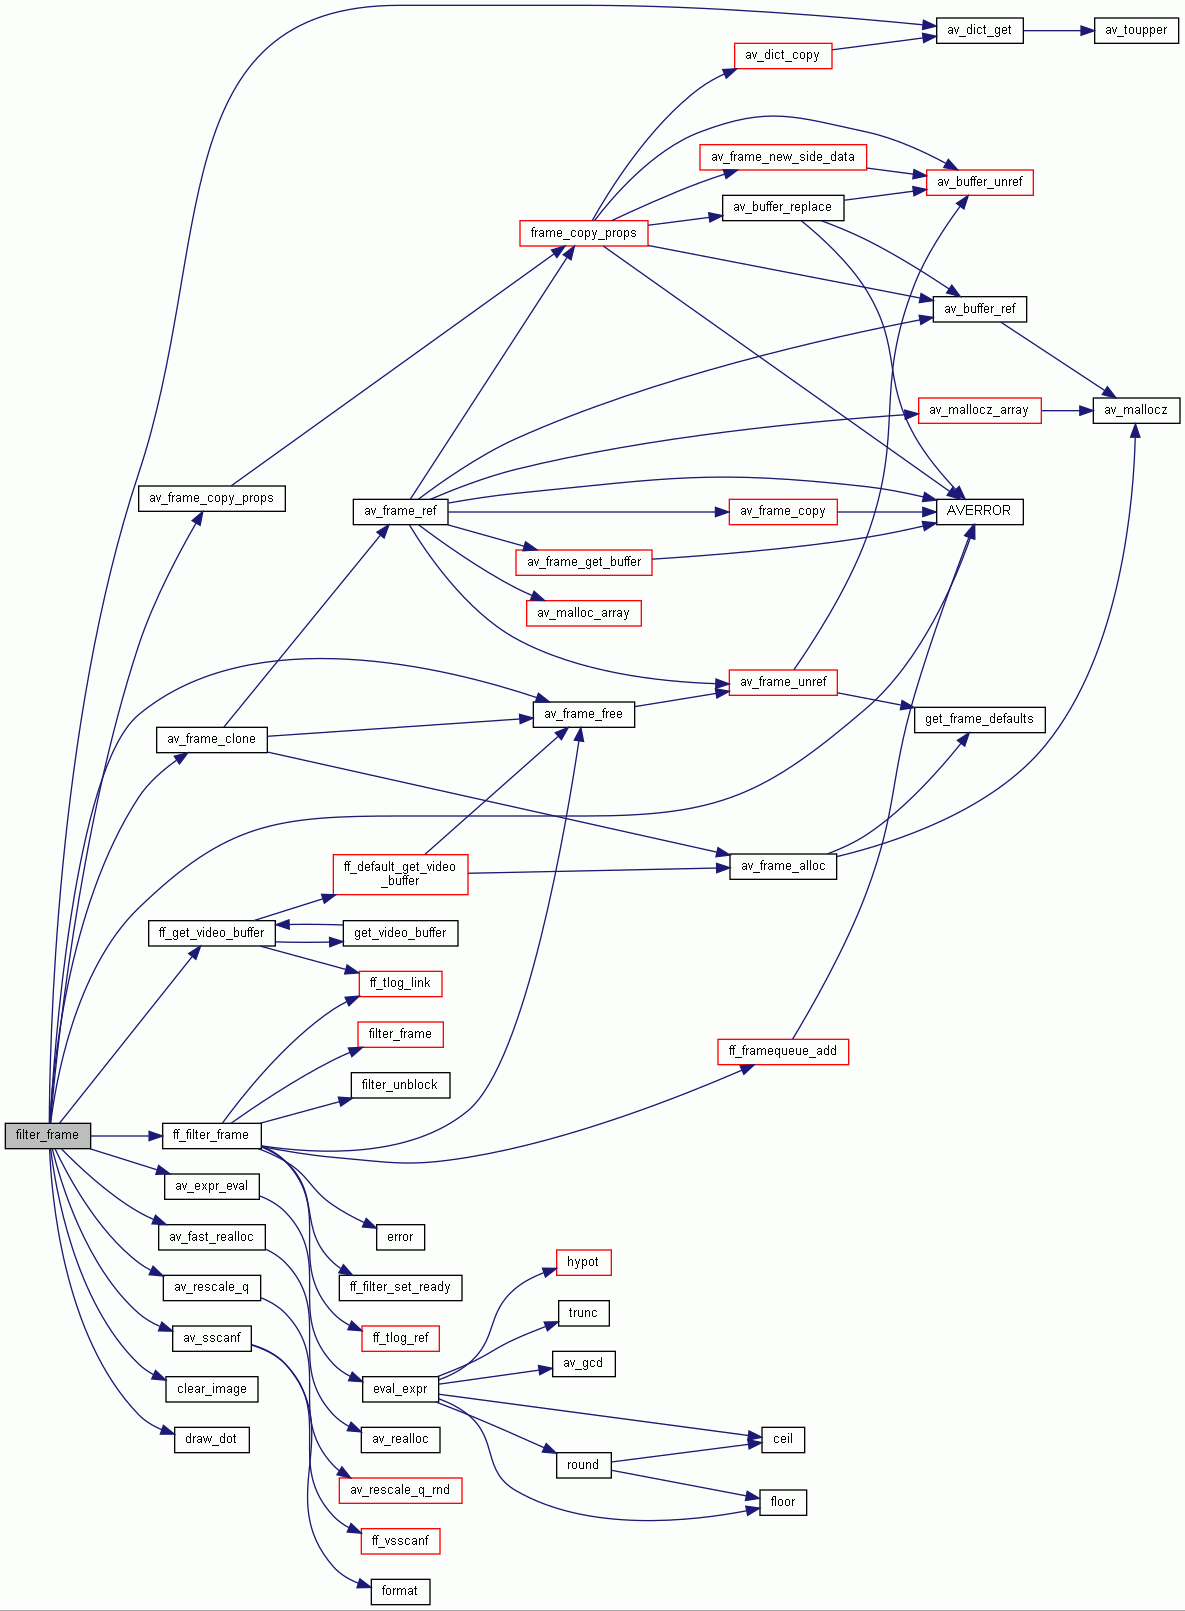 av_dict_get
av_toupper
av_dict_copy
av_frame_new_side_data
av_buffer_unref
av_buffer_replace
frame_copy_props
av_buffer_ref
av_mallocz_array
av_mallocz
av_frame_copy_props
av_frame_ref
av_frame_copy
AVERROR
av_frame_get_buffer
av_malloc_array
av_frame_unref
av_frame_free
get_frame_defaults
av_frame_clone
ff_default_get_video
_buffer
av_frame_alloc
ff_get_video_buffer
get_video_buffer
ff_tlog_link
filter_frame
ff_framequeue_add
filter_unblock
filter_frame
ff_filter_frame
av_expr_eval
av_fast_realloc
error
hypot
av_rescale_q
ff_filter_set_ready
trunc
av_sscanf
ff_tlog_ref
av_gcd
clear_image
eval_expr
draw_dot
av_realloc
ceil
round
av_rescale_q_rnd
floor
ff_vsscanf
format